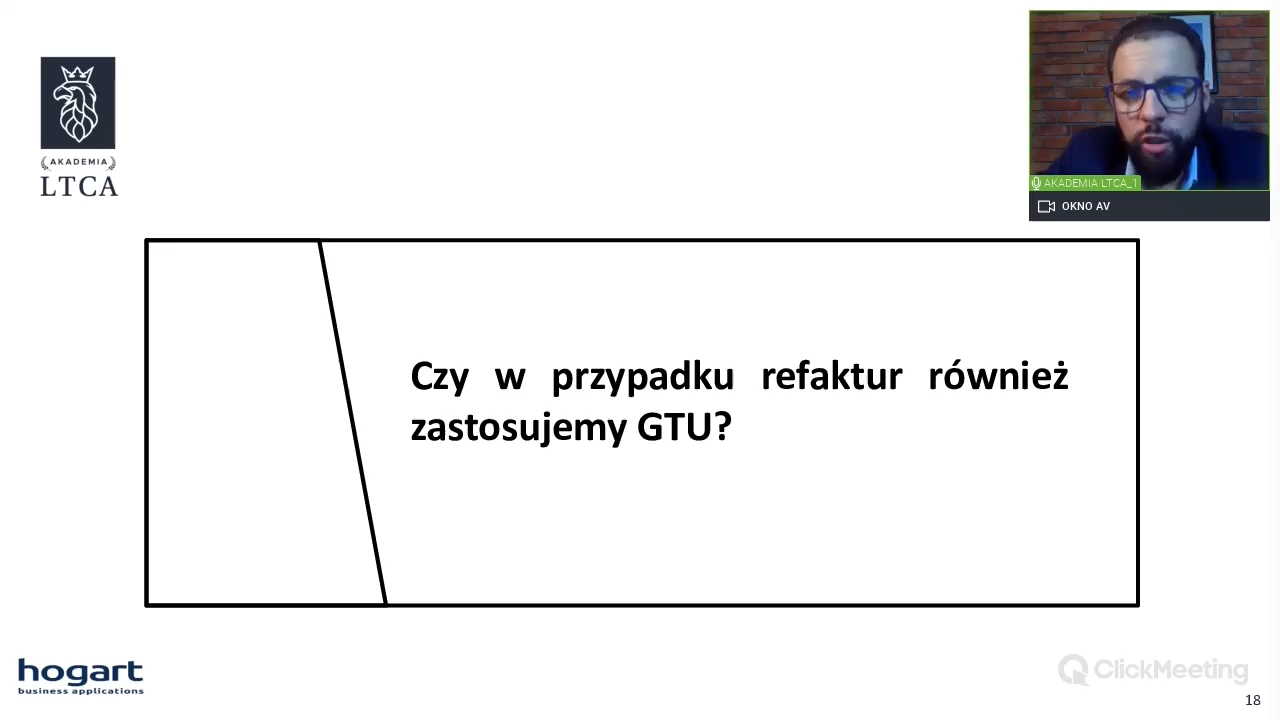 AKADEMIA
LTCA
AKADEMIA LTCA_1
OKNO AV
Czy w przypadku refaktur również
zastosujemy GTU?
hogart
business applications
ClickMeeting
18